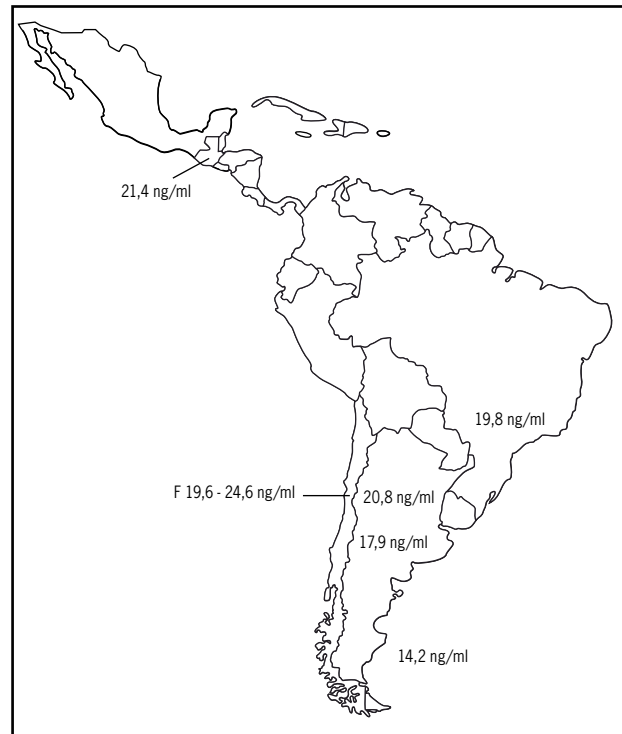 21,4 ng/ml
19,8 ng/ml
F 19,6 - 24,6 ng/ml
20,8 ng/ml
17,9 ng/ml
14,2 ng/ml